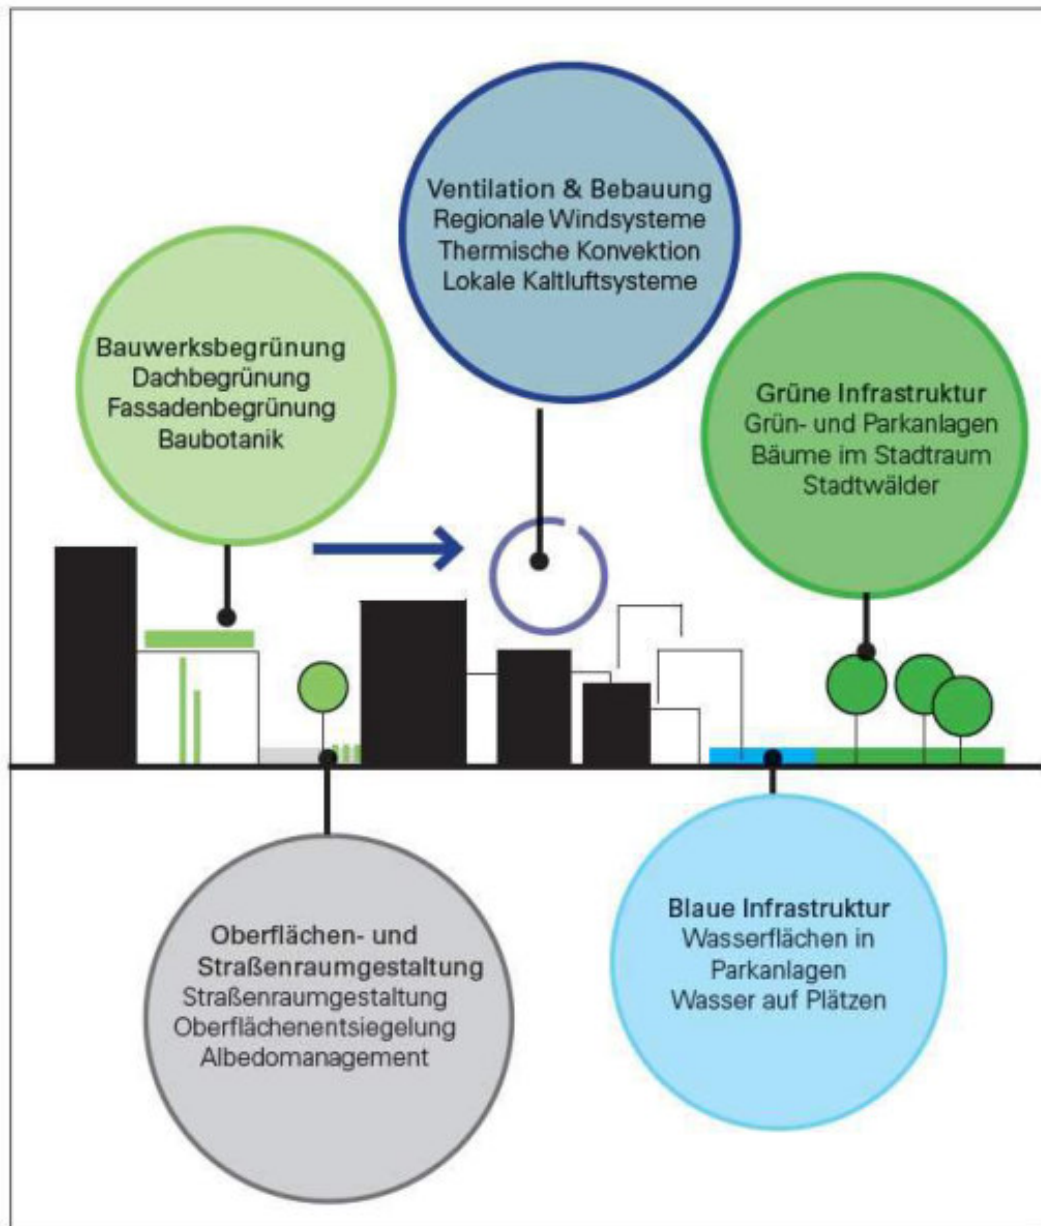 Ventilation & Bebauung
Regionale Windsysteme
Thermische Konvektion
Lokale Kaltluftsysteme
Bauwerksbegrünung
Dachbegrünung
Fassadenbegrünung
Baubotanik
Grüne Infrastruktur
Grün- und Parkanlagen
Bäume im Stadtraum
Stadtwälder
Oberflächen- und
Straßenraumgestaltung
Straßenraumgestaltung
Oberflächenentsiegelung
Albedomanagement
Blaue Infrastruktur
Wasserflächen in
Parkanlagen
Wasser auf Plätzen